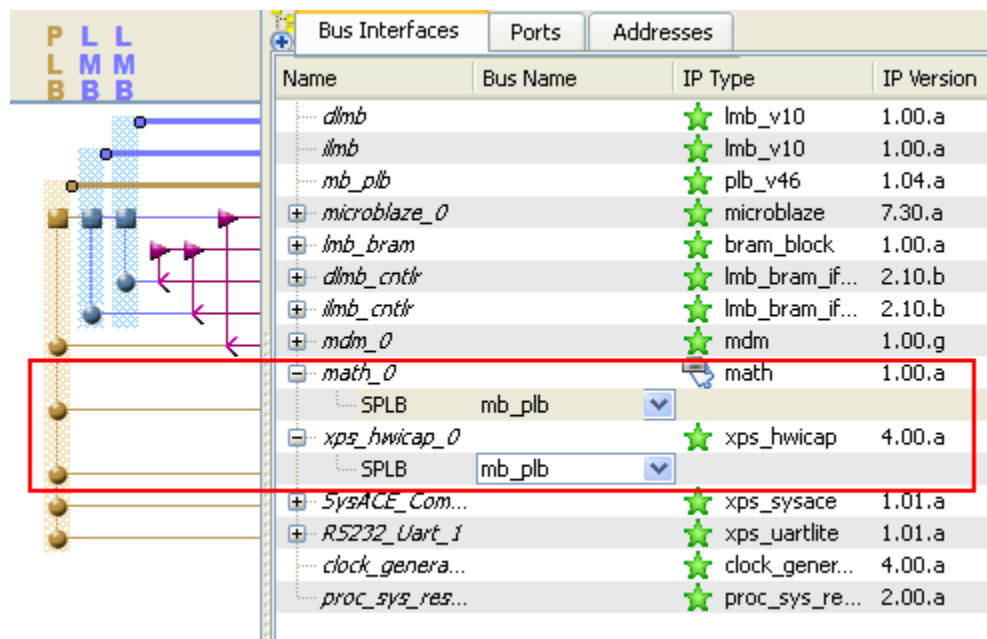 PLB LMB LMB
Bus Interfaces Ports Addresses
Name Bus Name IP Type IP Version
dlmb lmb_v10 1.00.a
ilmb lmb_v10 1.00.a
mb_plb plb_v46 1.04.a
microblaze_0 microblaze 7.30.a
lmb_bram bram_block 1.00.a
dlmb_cntlr lmb_bram_if... 2.10.b
ilmb_cntlr lmb_bram_if... 2.10.b
mdm_0 mdm 1.00.g
math_0 math 1.00.a
SPLB mb_plb
xps_hwicap_0 xps_hwicap 4.00.a
SPLB mb_plb
SysACE_Com... xps_sysace 1.01.a
RS232_Uart_1 xps_uartlite 1.01.a
clock_genera... clock_gener... 4.00.a
proc_sys_res... proc_sys_re... 2.00.a